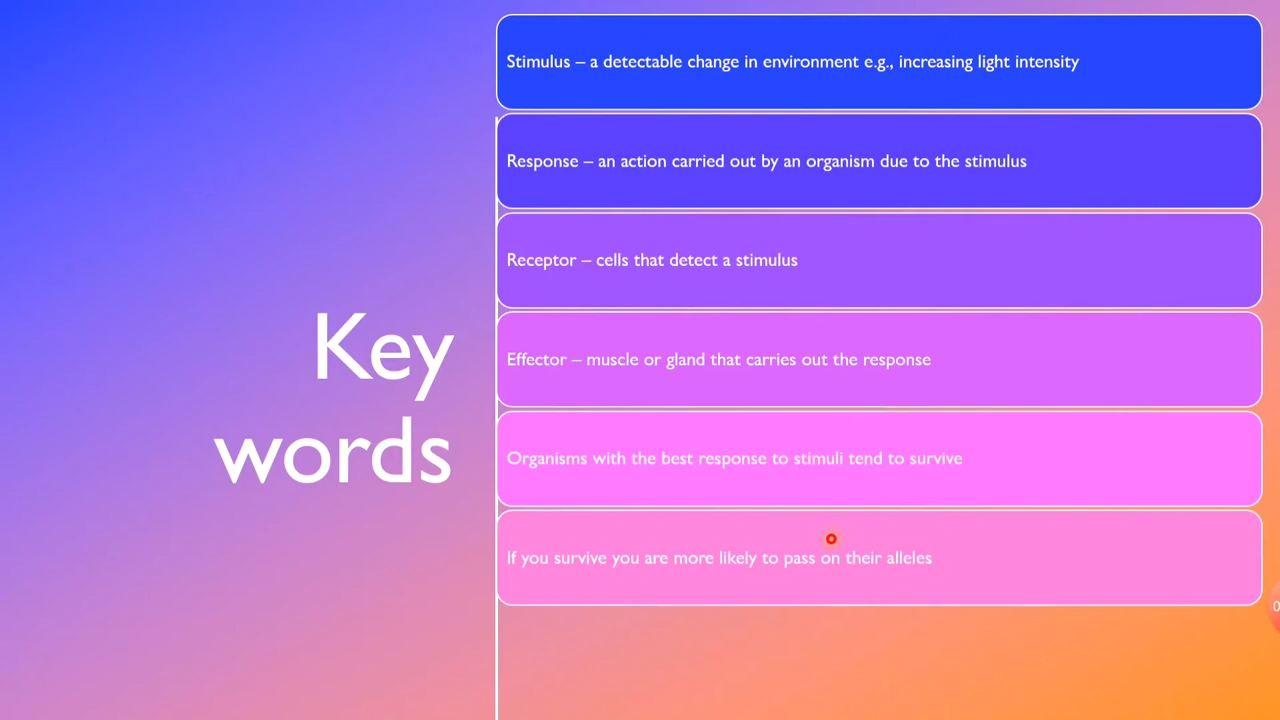 Key
words
Stimulus – a detectable change in environment e.g., increasing light intensity
Response – an action carried out by an organism due to the stimulus
Receptor – cells that detect a stimulus
Effector – muscle or gland that carries out the response
Organisms with the best response to stimuli tend to survive
If you survive you are more likely to pass on their alleles